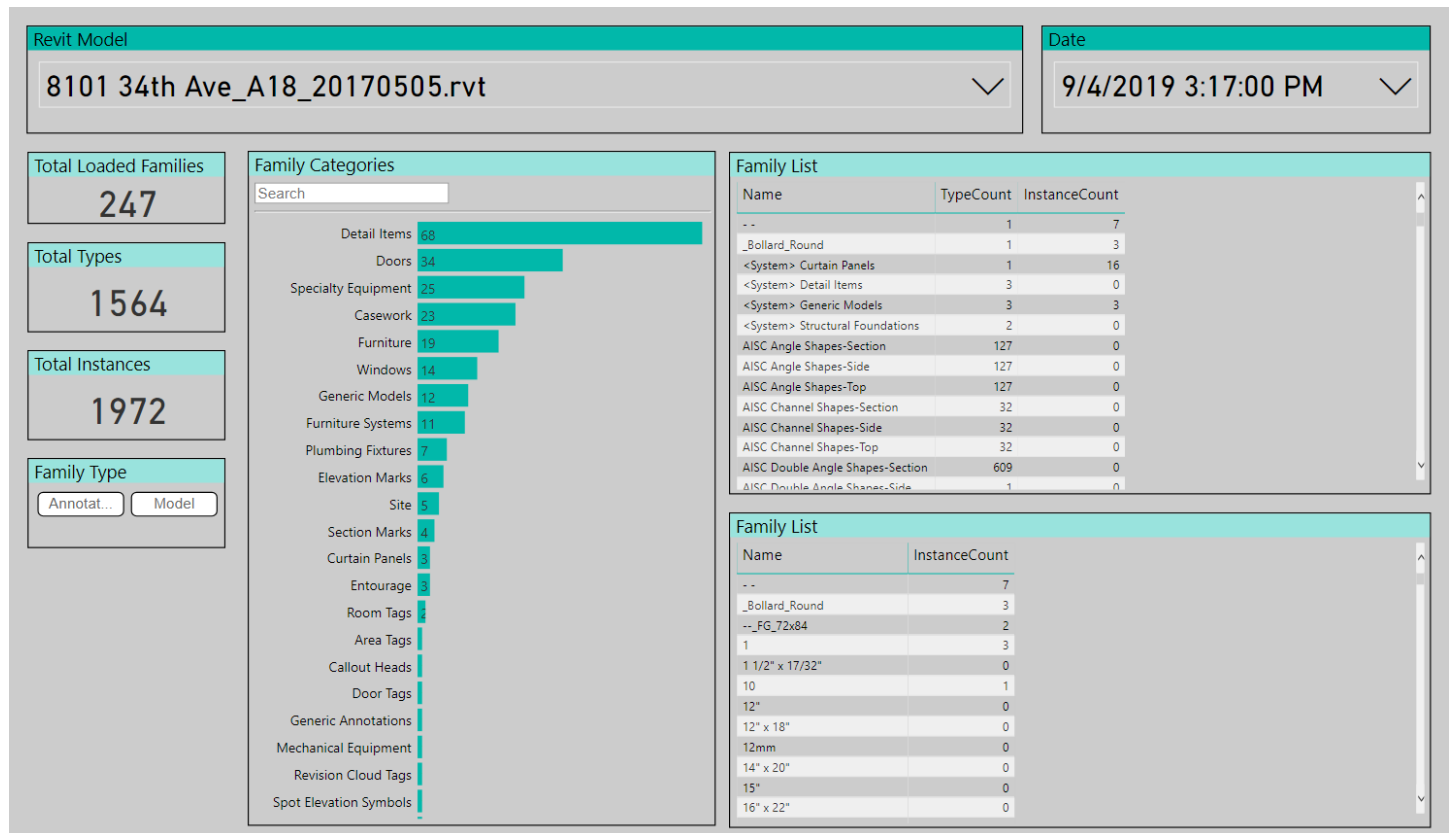 Revit Model
8101 34th Ave_A18_20170505.rvt
Date
9/4/2019 3:17:00 PM
Total Loaded Families
247
Total Types
1564
Total Instances
1972
Family Type
Annotat... Model
Family Categories
Search
Detail Items 68
Doors 34
Specialty Equipment 25
Casework 23
Furniture 19
Windows 14
Generic Models 12
Furniture Systems 11
Plumbing Fixtures 7
Elevation Marks 6
Site 5
Section Marks 4
Curtain Panels 3
Entourage 3
Room Tags 2
Area Tags
Callout Heads
Door Tags
Generic Annotations
Mechanical Equipment
Revision Cloud Tags
Spot Elevation Symbols
Family List
Name TypeCount InstanceCount
- - 1 7
_Bollard_Round 1 3
<System> Curtain Panels 1 16
<System> Detail Items 3 0
<System> Generic Models 3 3
<System> Structural Foundations 2 0
AISC Angle Shapes-Section 127 0
AISC Angle Shapes-Side 127 0
AISC Angle Shapes-Top 127 0
AISC Channel Shapes-Section 32 0
AISC Channel Shapes-Side 32 0
AISC Channel Shapes-Top 32 0
AISC Double Angle Shapes-Section 609 0
AISC Double Angle Shapes-Side 1 0
Family List
Name InstanceCount
- - 7
_Bollard_Round 3
--_FG_72x84 2
1 3
1 1/2" x 17/32" 0
10 1
12" 0
12" x 18" 0
12mm 0
14" x 20" 0
15" 0
16" x 22" 0